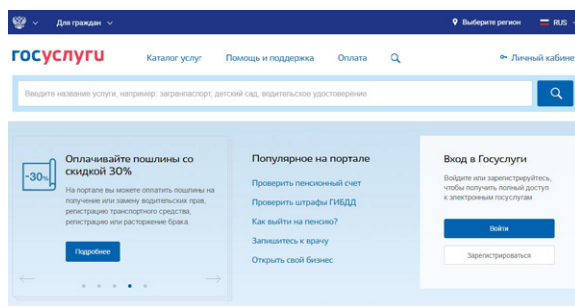 Для граждан
Выберите регион
RUS
госуслуги
Каталог услуг
Помощь и поддержка
Оплата
Личный кабинет
Введите название услуги, например: загранпаспорт, детский сад, водительское удостоверение
-30%
Оплачивайте пошлины со
скидкой 30%
На портале вы можете оплатить пошлины на
получение или замену водительских прав,
регистрацию транспортного средства,
регистрацию или расторжение брака.
Подробнее
Популярное на портале
Проверить пенсионный счет
Проверить штрафы ГИБДД
Как выйти на пенсию?
Запишитесь к врачу
Открыть свой бизнес
Вход в Госуслуги
Войдите или зарегистрируйтесь,
чтобы получить полный доступ
к электронным госуслугам
Войти
Зарегистрироваться